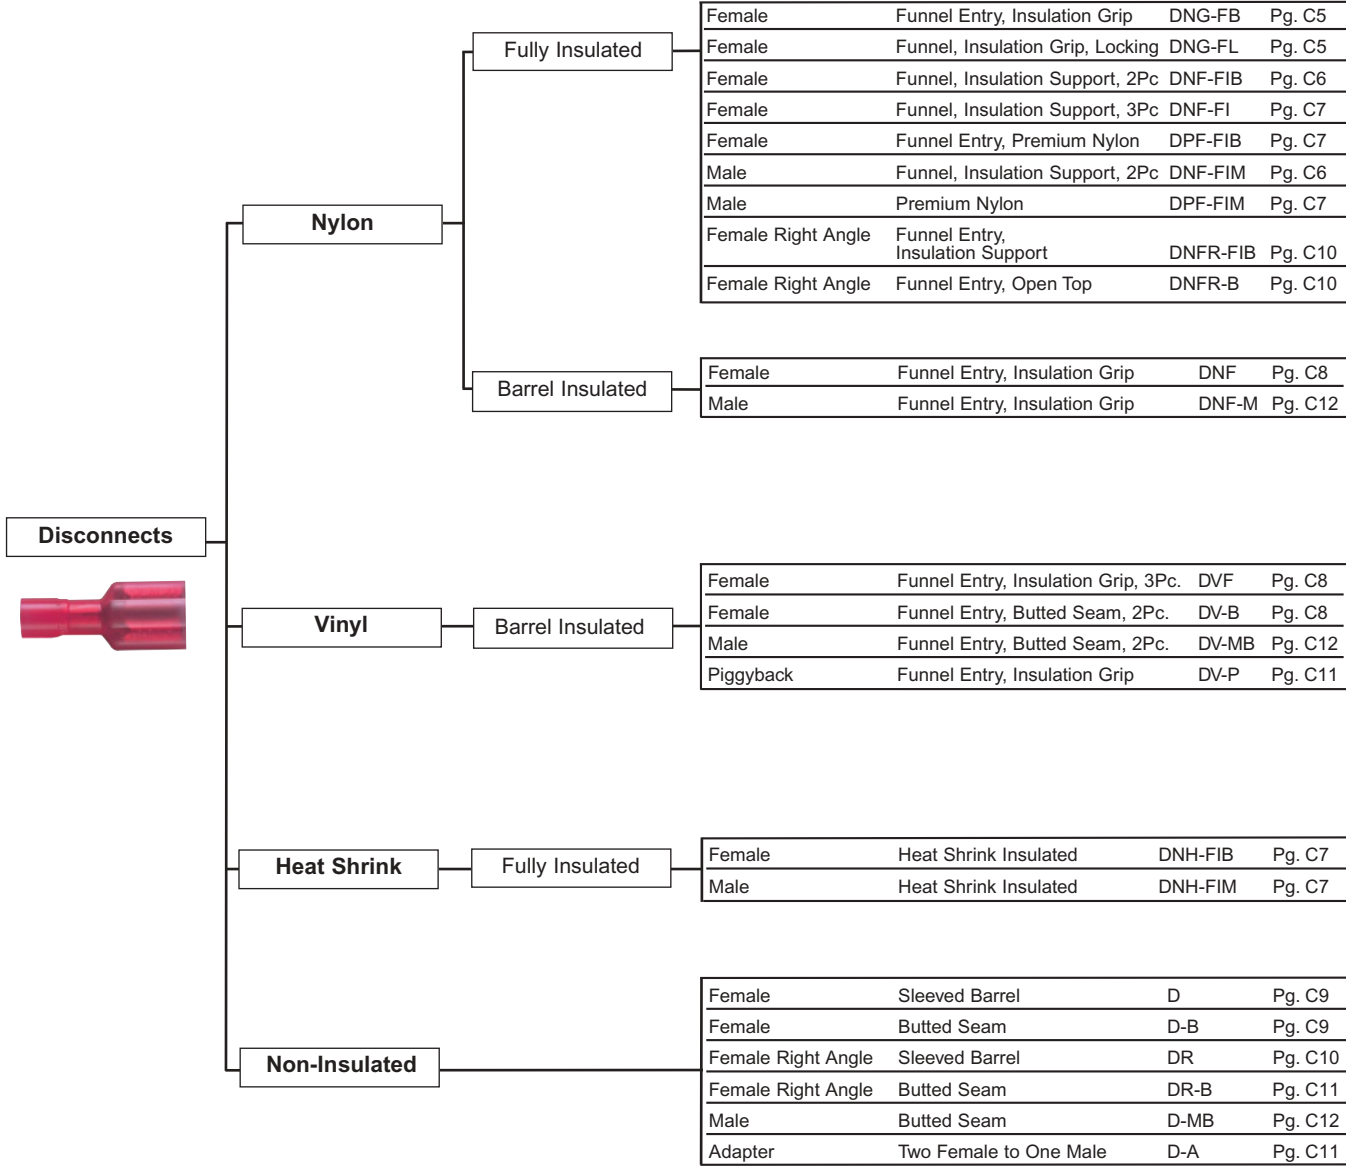 Disconnects
Nylon
Fully Insulated
Female Funnel Entry, Insulation Grip DNG-FB Pg. C5
Female Funnel, Insulation Grip, Locking DNG-FL Pg. C5
Female Funnel, Insulation Support, 2Pc DNF-FIB Pg. C6
Female Funnel, Insulation Support, 3Pc DNF-FI Pg. C7
Female Funnel Entry, Premium Nylon DPF-FIB Pg. C7
Male Funnel, Insulation Support, 2Pc DNF-FIM Pg. C6
Male Premium Nylon DPF-FIM Pg. C7
Female Right Angle Funnel Entry,
Insulation Support DNFR-FIB Pg. C10
Female Right Angle Funnel Entry, Open Top DNFR-B Pg. C10
Barrel Insulated
Female Funnel Entry, Insulation Grip DNF Pg. C8
Male Funnel Entry, Insulation Grip DNF-M Pg. C12
Vinyl
Barrel Insulated
Female Funnel Entry, Insulation Grip, 3Pc. DVF Pg. C8
Female Funnel Entry, Butted Seam, 2Pc. DV-B Pg. C8
Male Funnel Entry, Butted Seam, 2Pc. DV-MB Pg. C12
Piggyback Funnel Entry, Insulation Grip DV-P Pg. C11
Heat Shrink
Fully Insulated
Female Heat Shrink Insulated DNH-FIB Pg. C7
Male Heat Shrink Insulated DNH-FIM Pg. C7
Non-Insulated
Female Sleeved Barrel D Pg. C9
Female Butted Seam D-B Pg. C9
Female Right Angle Sleeved Barrel DR Pg. C10
Female Right Angle Butted Seam DR-B Pg. C11
Male Butted Seam D-MB Pg. C12
Adapter Two Female to One Male D-A Pg. C11